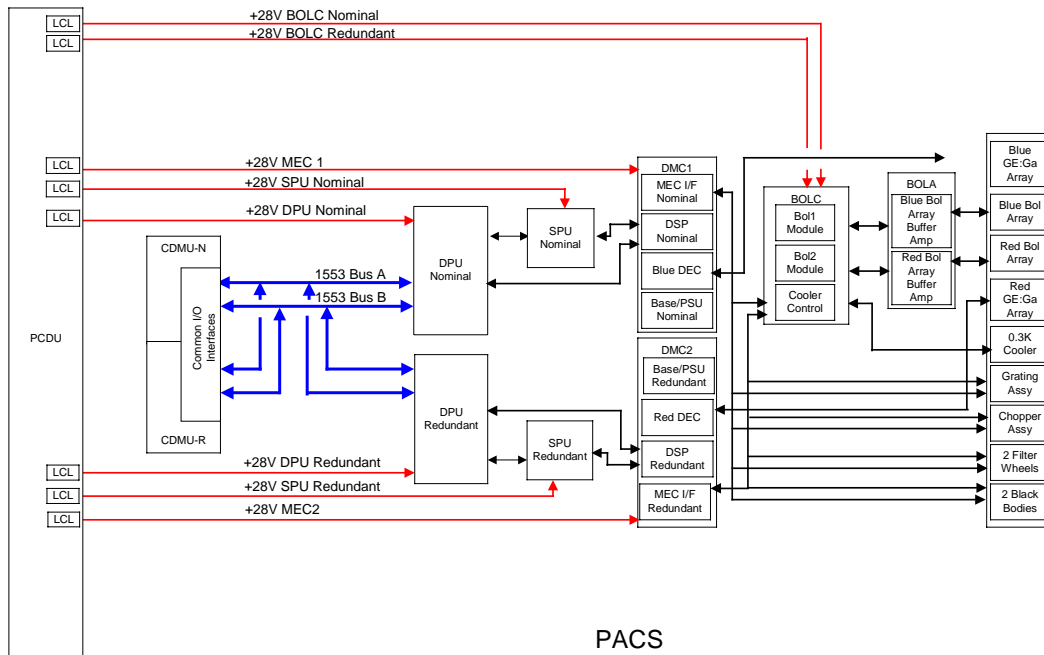 LCL
+28V BOLC Nominal
LCL
+28V BOLC Redundant
LCL
+28V MEC 1
LCL
+28V SPU Nominal
LCL
+28V DPU Nominal
PCDU
CDMU-N
Common I/O
Interfaces
CDMU-R
1553 Bus A
1553 Bus B
DPU
Nominal
SPU
Nominal
DPU
Redundant
SPU
Redundant
LCL
+28V DPU Redundant
LCL
+28V SPU Redundant
LCL
+28V MEC2
DMC1
MEC I/F
Nominal
DSP
Nominal
Blue DEC
Base/PSU
Nominal
DMC2
Base/PSU
Redundant
Red DEC
DSP
Redundant
MEC I/F
Redundant
BOLC
Bol1
Module
Bol2
Module
Cooler
Control
BOLA
Blue Bol
Array
Buffer
Amp
Red Bol
Array
Buffer
Amp
Blue
GE:Ga
Array
Blue Bol
Array
Red Bol
Array
Red
GE:Ga
Array
0.3K
Cooler
Grating
Assy
Chopper
Assy
2 Filter
Wheels
2 Black
Bodies
PACS